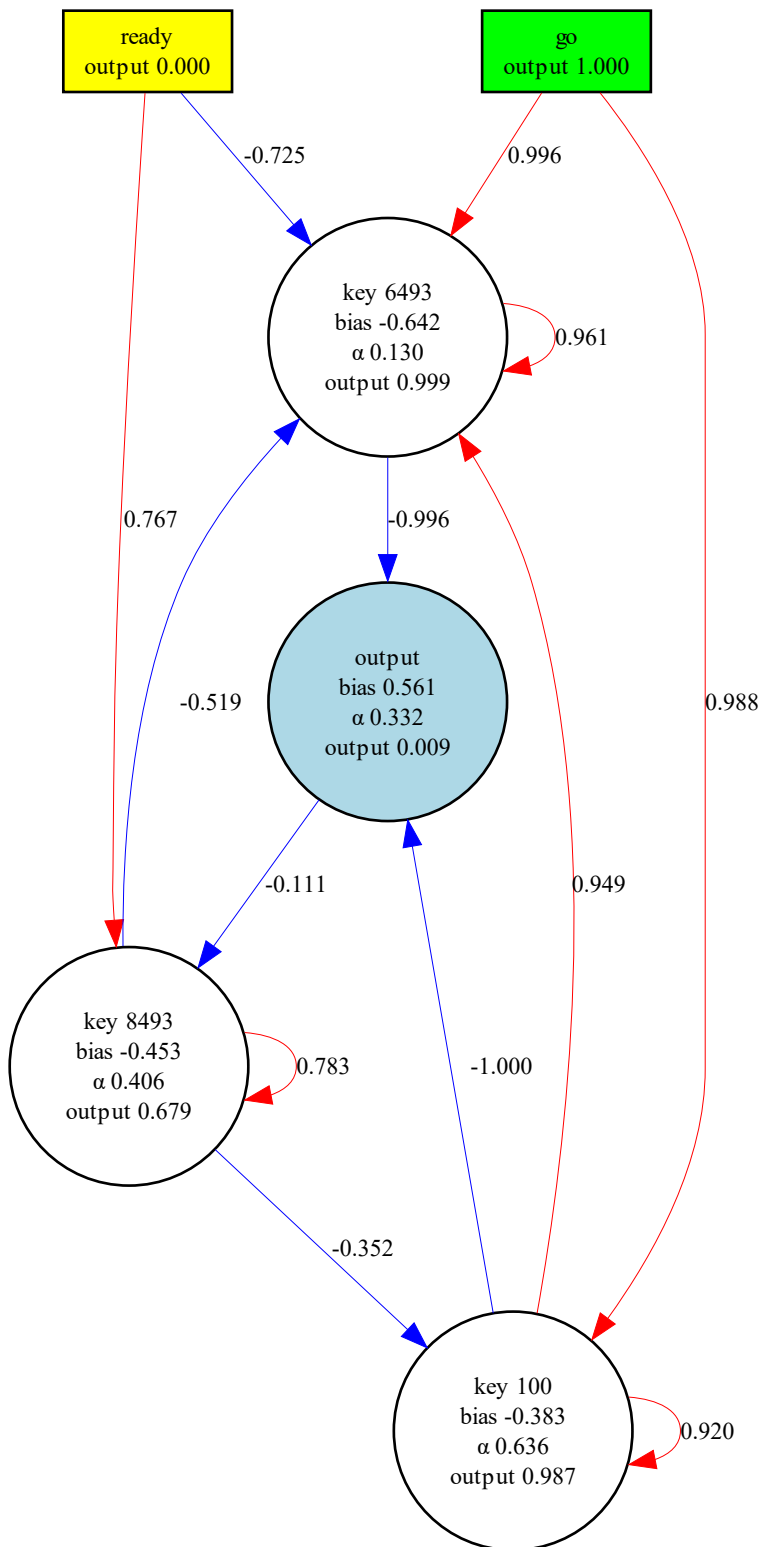 ready
output 0.000
go
output 1.000
-0.725
0.996
key 6493
bias -0.642
α 0.130
output 0.999
0.961
0.767
-0.996
-0.519
output
bias 0.561
α 0.332
output 0.009
0.988
-0.111
0.949
key 8493
bias -0.453
α 0.406
output 0.679
0.783
-1.000
-0.352
key 100
bias -0.383
α 0.636
output 0.987
0.920